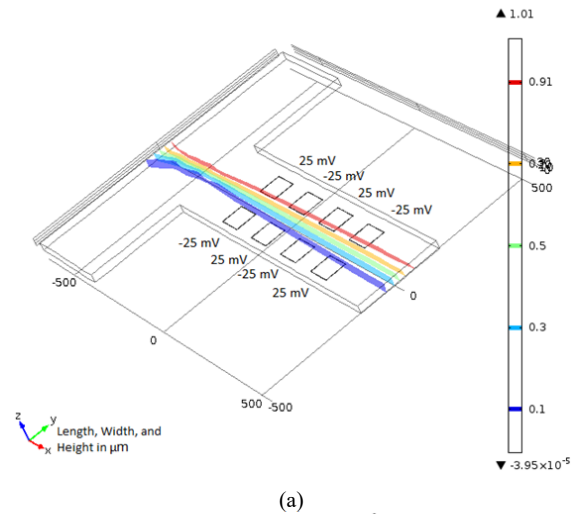 ▲ 1.01
0.91
500
25 mV
-25 mV
25 mV
-25 mV
0.5
-25 mV
25 mV
-25 mV
25 mV
-500
0
0.3
0
500
-500
0.1
z
y
x
Length, Width, and
Height in μm
▼ -3.95×10⁻⁵
(a)